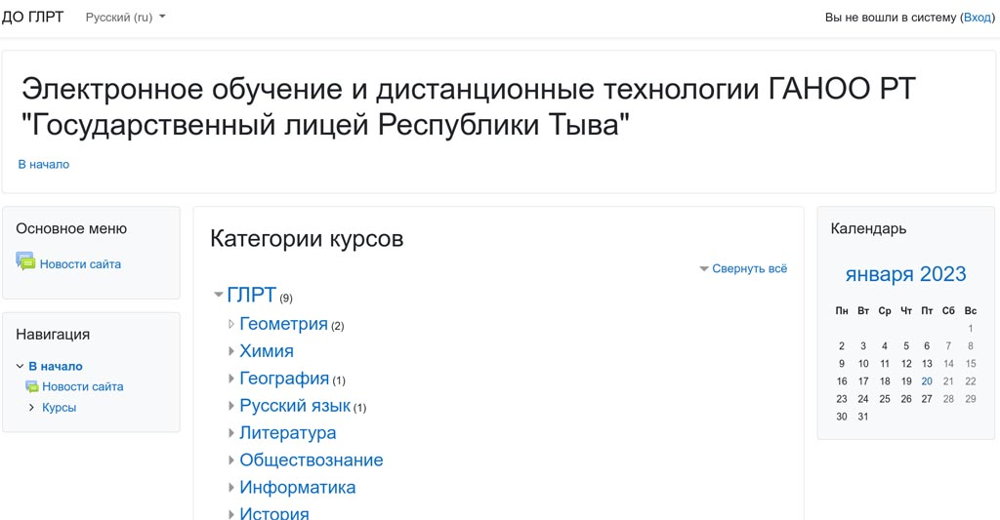 ДО ГЛРТ
Русский (ru)
Вы не вошли в систему (Вход)
Электронное обучение и дистанционные технологии ГАНОО РТ
"Государственный лицей Республики Тыва"
В начало
Основное меню
Новости сайта
Навигация
В начало
Новости сайта
Курсы
Категории курсов
Свернуть всё
ГЛРТ (9)
Геометрия (2)
Химия
География (1)
Русский язык (1)
Литература
Обществознание
Информатика
История
Календарь
января 2023
Пн Вт Ср Чт Пт Сб Вс
1
2 3 4 5 6 7 8
9 10 11 12 13 14 15
16 17 18 19 20 21 22
23 24 25 26 27 28 29
30 31